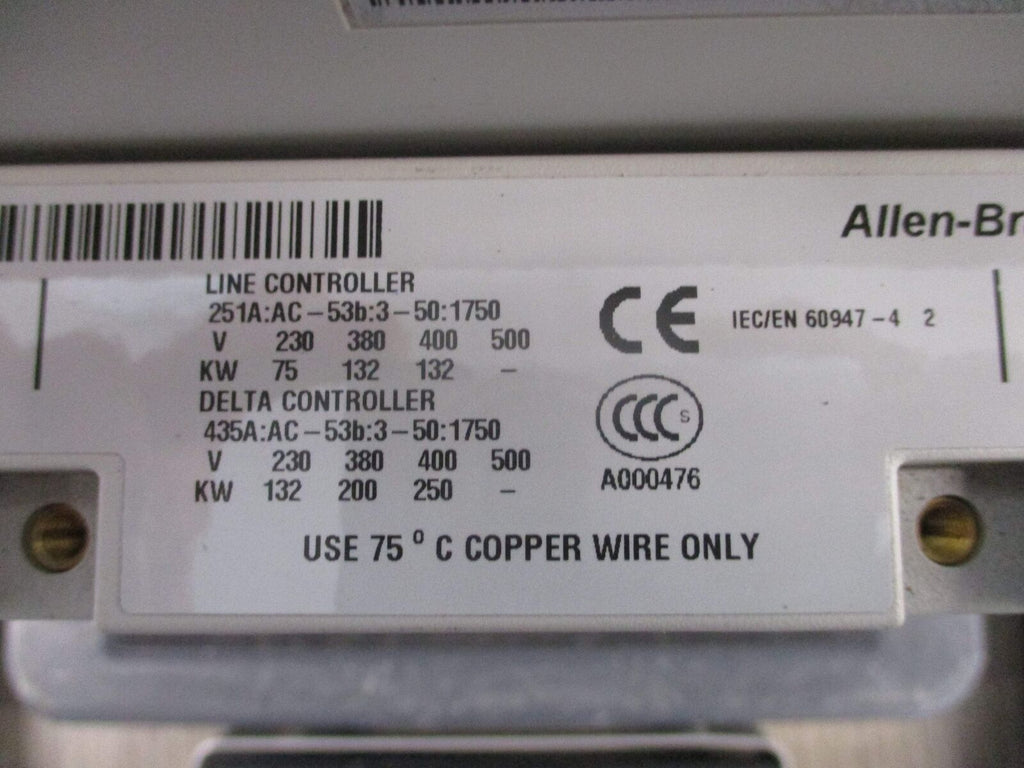 Allen-Br
LINE CONTROLLER
251A:AC-53b:3-50:1750
V 230 380 400 500
KW 75 132 132 -
DELTA CONTROLLER
435A:AC-53b:3-50:1750
V 230 380 400 500
KW 132 200 250 -
CE IEC/EN 60947-4 2
CCC S
A000476
USE 75 º C COPPER WIRE ONLY